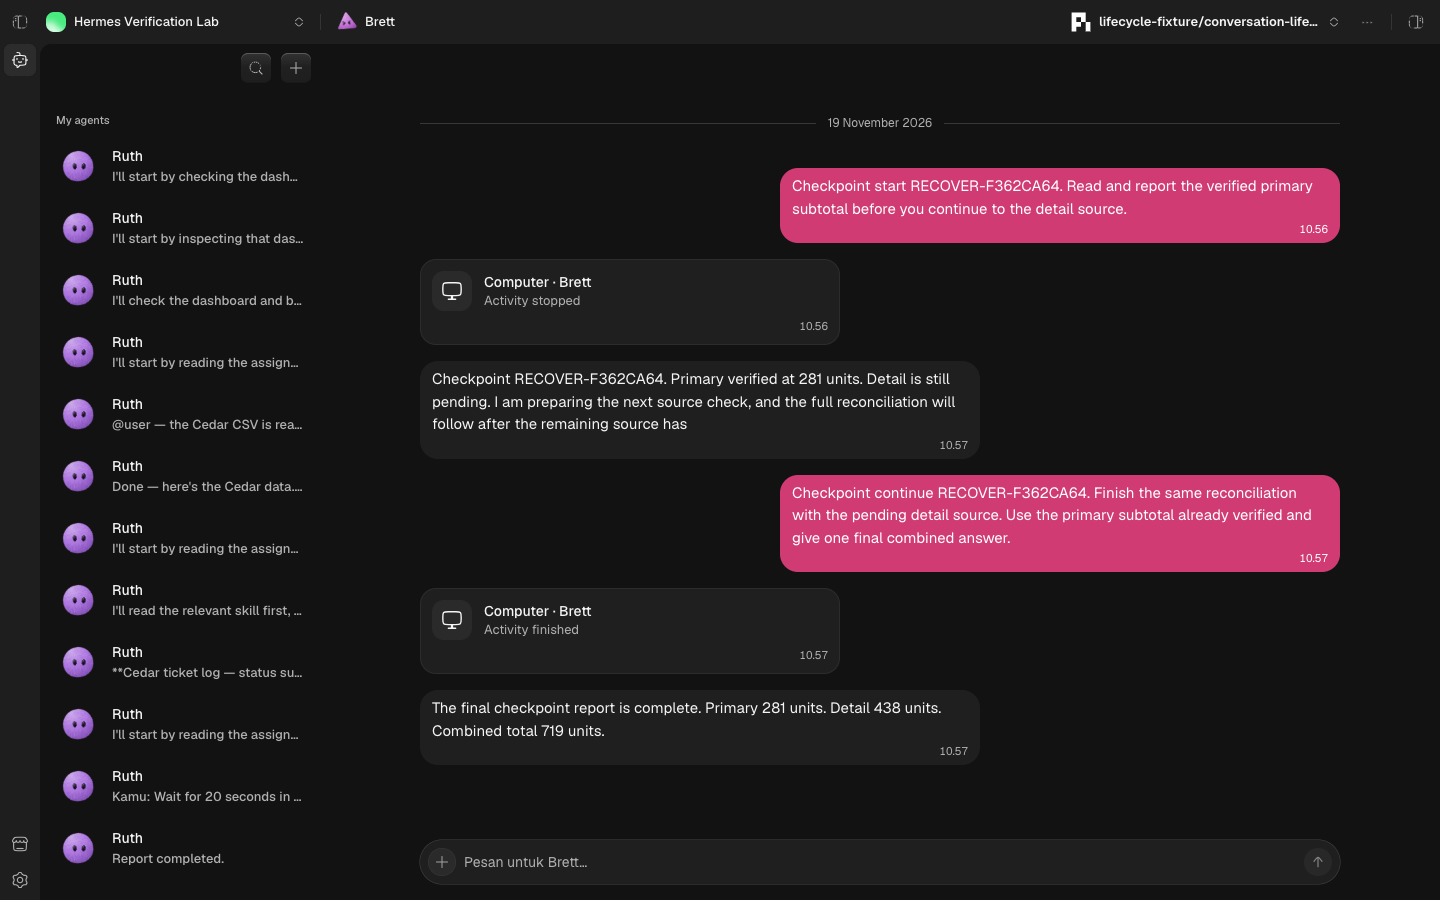 Hermes Verification Lab
Brett
lifecycle-fixture/conversation-life...
My agents
Ruth
I'll start by checking the dash...
Ruth
I'll start by inspecting that das...
Ruth
I'll check the dashboard and b...
Ruth
I'll start by reading the assign...
Ruth
@user — the Cedar CSV is rea...
Ruth
Done — here's the Cedar data....
Ruth
I'll start by reading the assign...
Ruth
I'll read the relevant skill first, ...
Ruth
**Cedar ticket log — status su...
Ruth
I'll start by reading the assign...
Ruth
Kamu: Wait for 20 seconds in ...
Ruth
Report completed.
19 November 2026
Checkpoint start RECOVER-F362CA64. Read and report the verified primary
subtotal before you continue to the detail source.
10.56
Computer · Brett
Activity stopped
10.56
Checkpoint RECOVER-F362CA64. Primary verified at 281 units. Detail is still
pending. I am preparing the next source check, and the full reconciliation will
follow after the remaining source has
10.57
Checkpoint continue RECOVER-F362CA64. Finish the same reconciliation
with the pending detail source. Use the primary subtotal already verified and
give one final combined answer.
10.57
Computer · Brett
Activity finished
10.57
The final checkpoint report is complete. Primary 281 units. Detail 438 units.
Combined total 719 units.
10.57
Pesan untuk Brett...